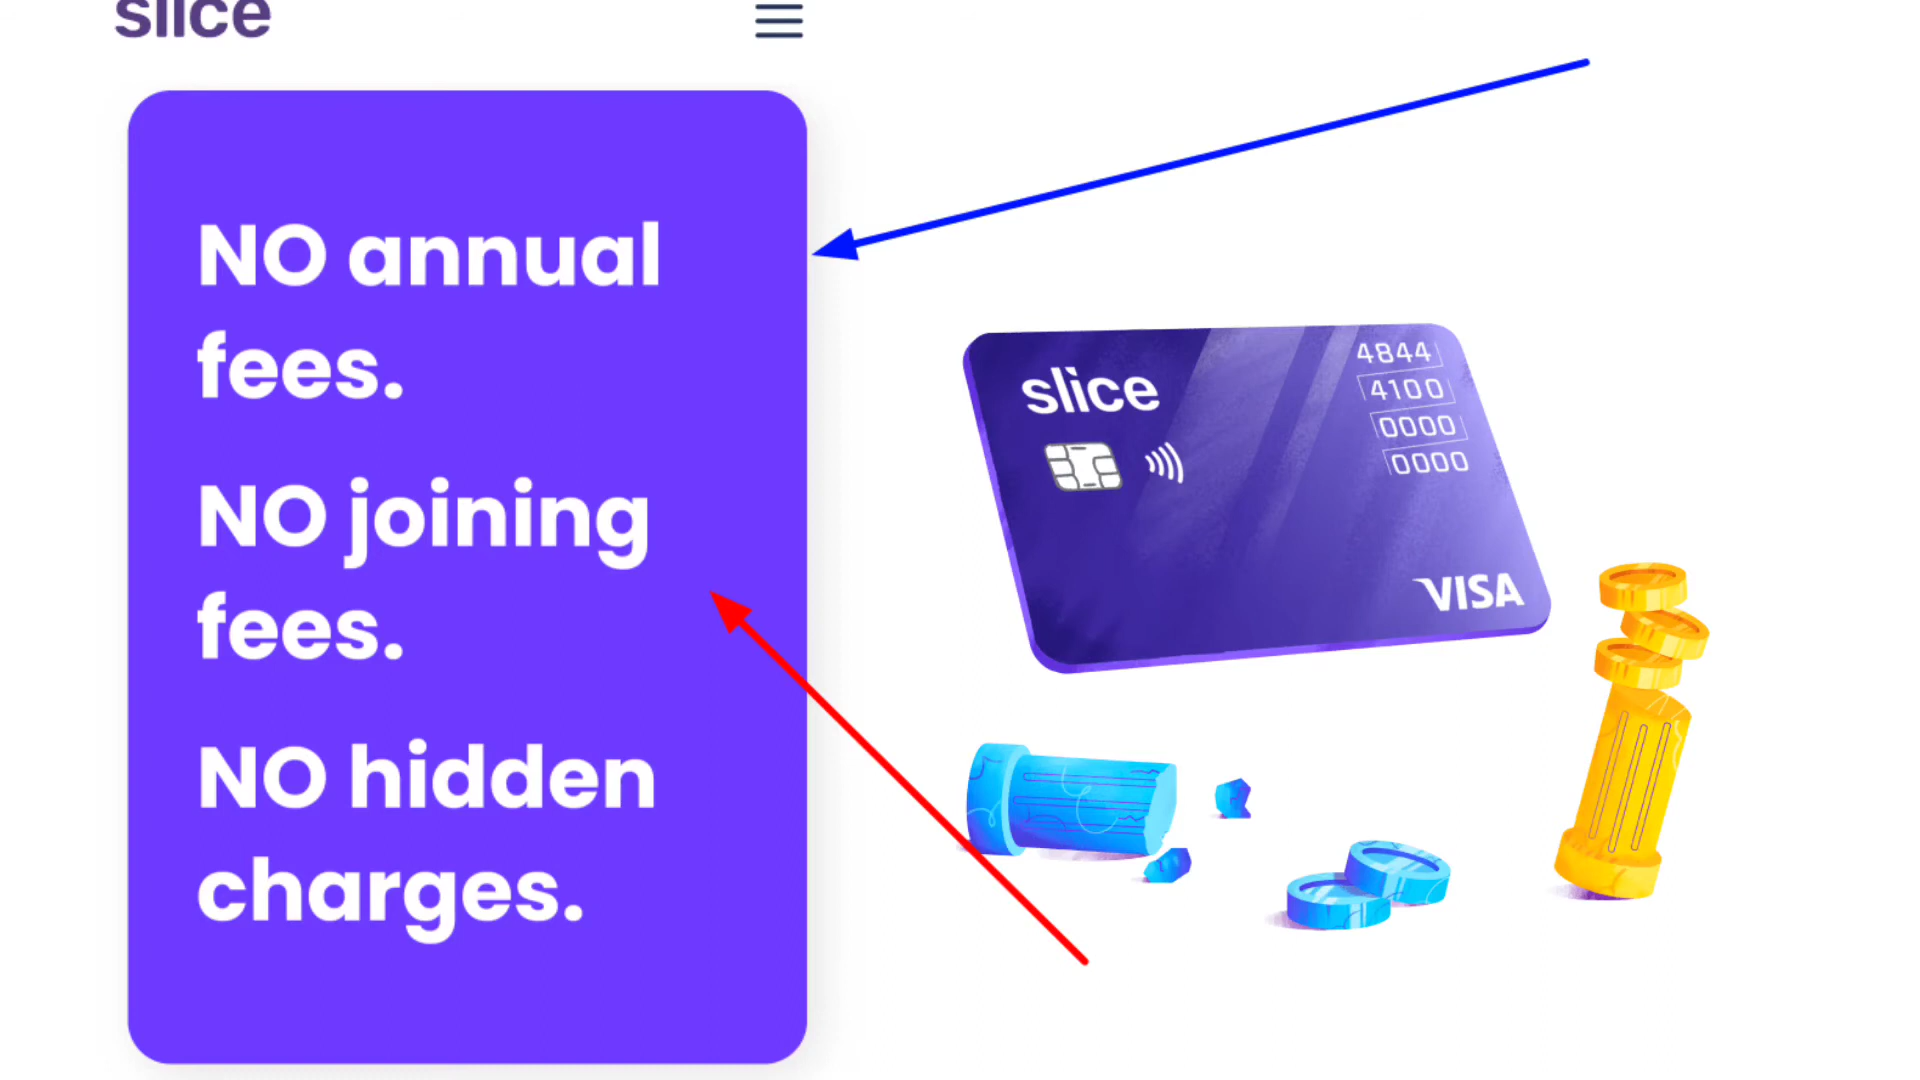 slice
NO annual
fees.
NO joining
fees.
NO hidden
charges.
slice
4844
4100
0000
0000
VISA